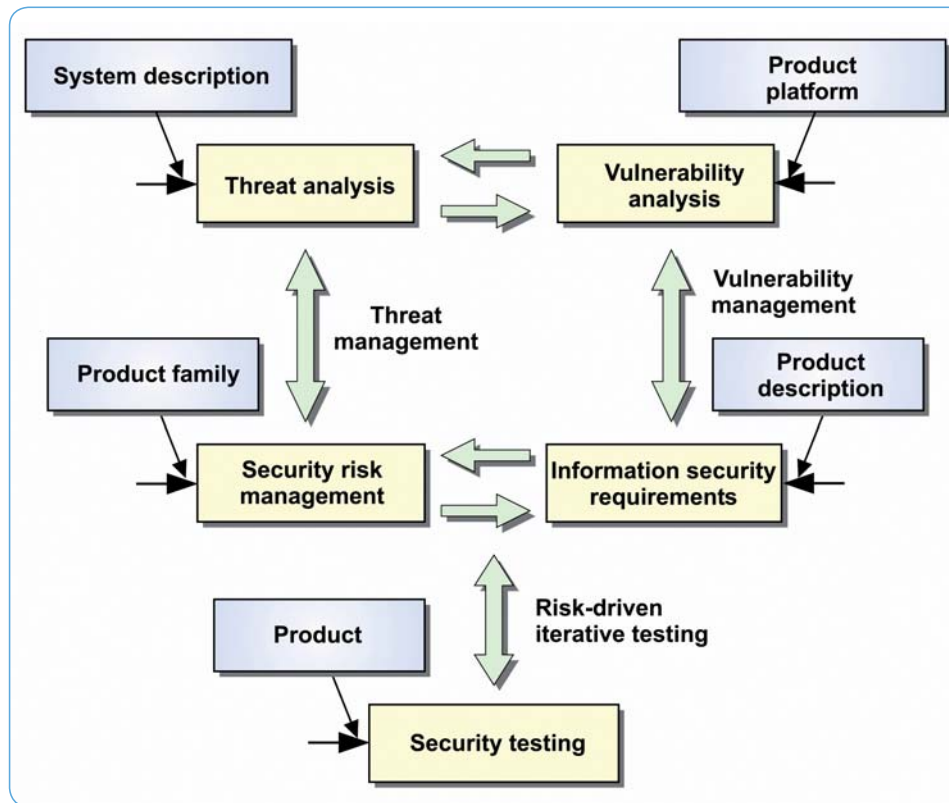 System description
Product
platform
Threat analysis
Vulnerability
analysis
Threat
management
Vulnerability
management
Product family
Product
description
Security risk
management
Information security
requirements
Product
Risk-driven
iterative testing
Security testing